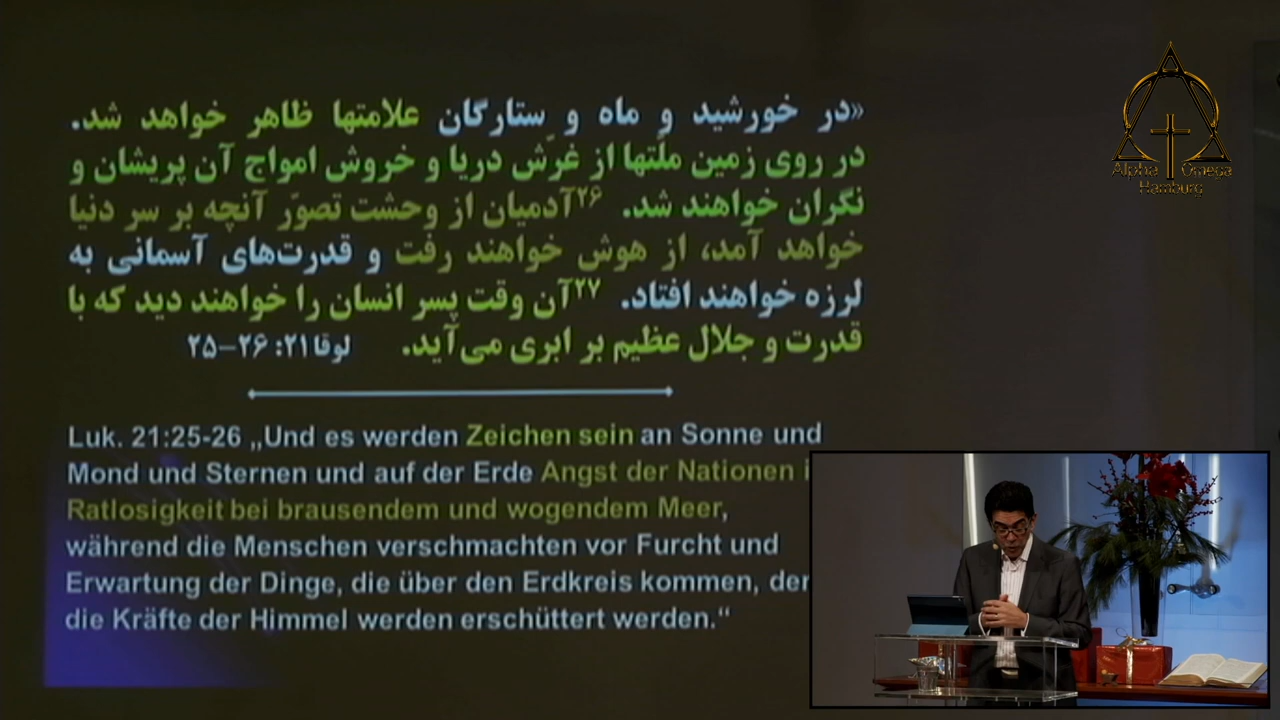 «در خورشید و ماه و ستارگان علامتها ظاهر خواهد شد.
در روی زمین ملّتها از غرّش دریا و خروش امواج آن پریشان و
نگران خواهند شد. ۲۶آدمیان از وحشت تصوّر آنچه بر سر دنیا
خواهد آمد، از هوش خواهند رفت و قدرت‌های آسمانی به
لرزه خواهند افتاد. ۲۷آن وقت پسر انسان را خواهند دید که با
قدرت و جلال عظیم بر ابری می‌آید. لوقا۲۱: ۲۶–۲۵
Luk. 21:25-26 „Und es werden Zeichen sein an Sonne und
Mond und Sternen und auf der Erde Angst der Nationen
Ratlosigkeit bei brausendem und wogendem Meer,
während die Menschen verschmachten vor Furcht und
Erwartung der Dinge, die über den Erdkreis kommen,
die Kräfte der Himmel werden erschüttert werden.“
Alpha Omega
Hamburg